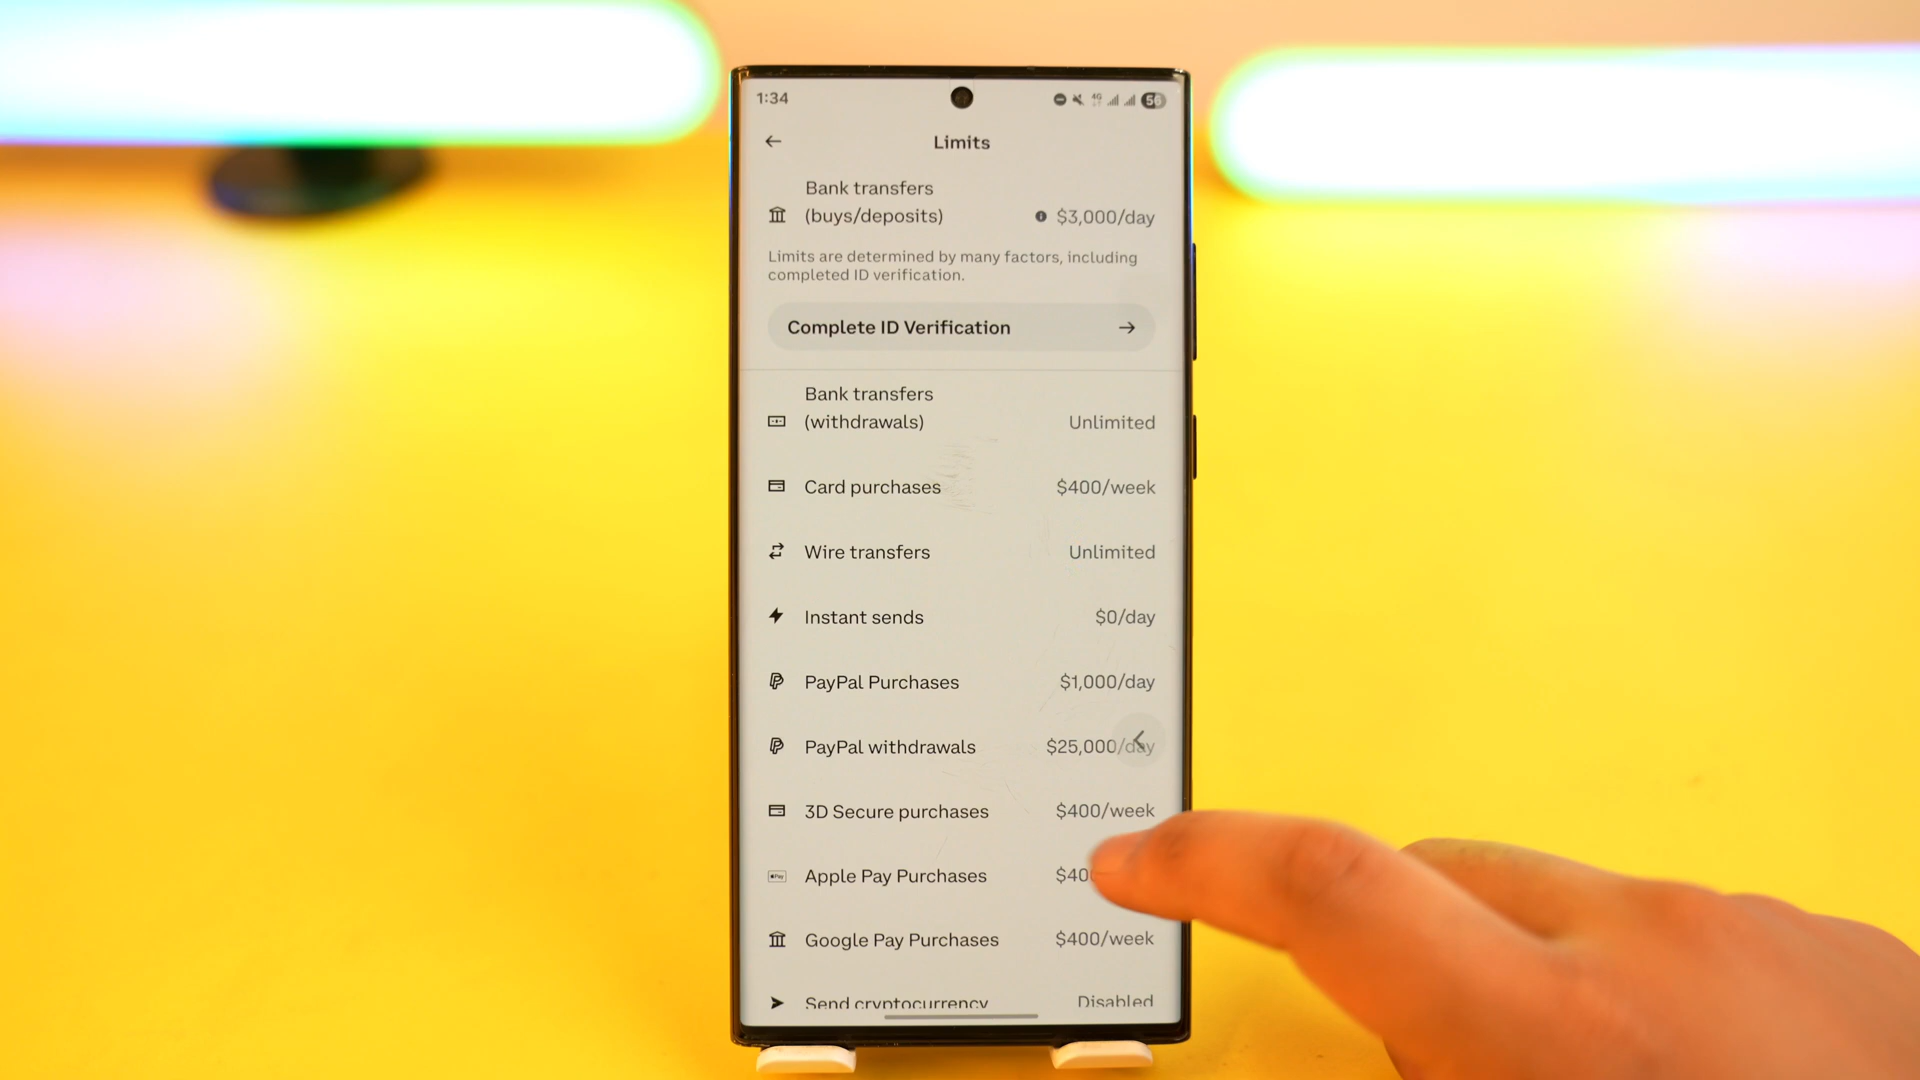 1:34
4G
Limits
Bank transfers
(buys/deposits)
$3,000/day
Limits are determined by many factors, including
completed ID verification.
Complete ID Verification
Bank transfers
(withdrawals)
Unlimited
Card purchases
$400/week
Wire transfers
Unlimited
Instant sends
$0/day
PayPal Purchases
$1,000/day
PayPal withdrawals
$25,000/day
3D Secure purchases
$400/week
Pay
Apple Pay Purchases
$40
Google Pay Purchases
$400/week
Send cryptocurrency
Disabled